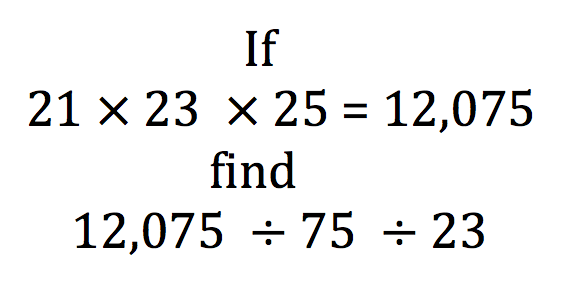 If
21 × 23 × 25 = 12,075
find
12,075 ÷ 75 ÷ 23